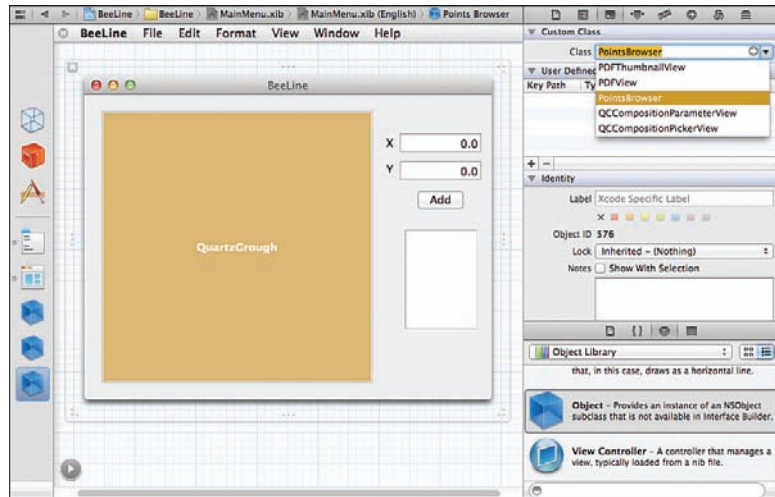 BeeLine BeeLine MainMenu.xib MainMenu.xib (English) Points Browser
BeeLine File Edit Format View Window Help
BeeLine
QuartzCrough
X 0.0
Y 0.0
Add
Custom Class
Class PointsBrowser
PDFThumbnailView
PDFView
PointsBrowser
QCCompositionParameterView
QCCompositionPickerView
User Defined
Key Path Ty
Identity
Label Xcode Specific Label
Object ID 576
Lock Inherited - (Nothing)
Notes Show With Selection
Object Library
that, in this case, draws as a horizontal line.
Object - Provides an instance of an NSObject
subclass that is not available in Interface Builder.
View Controller - A controller that manages a
view, typically loaded from a nib file.